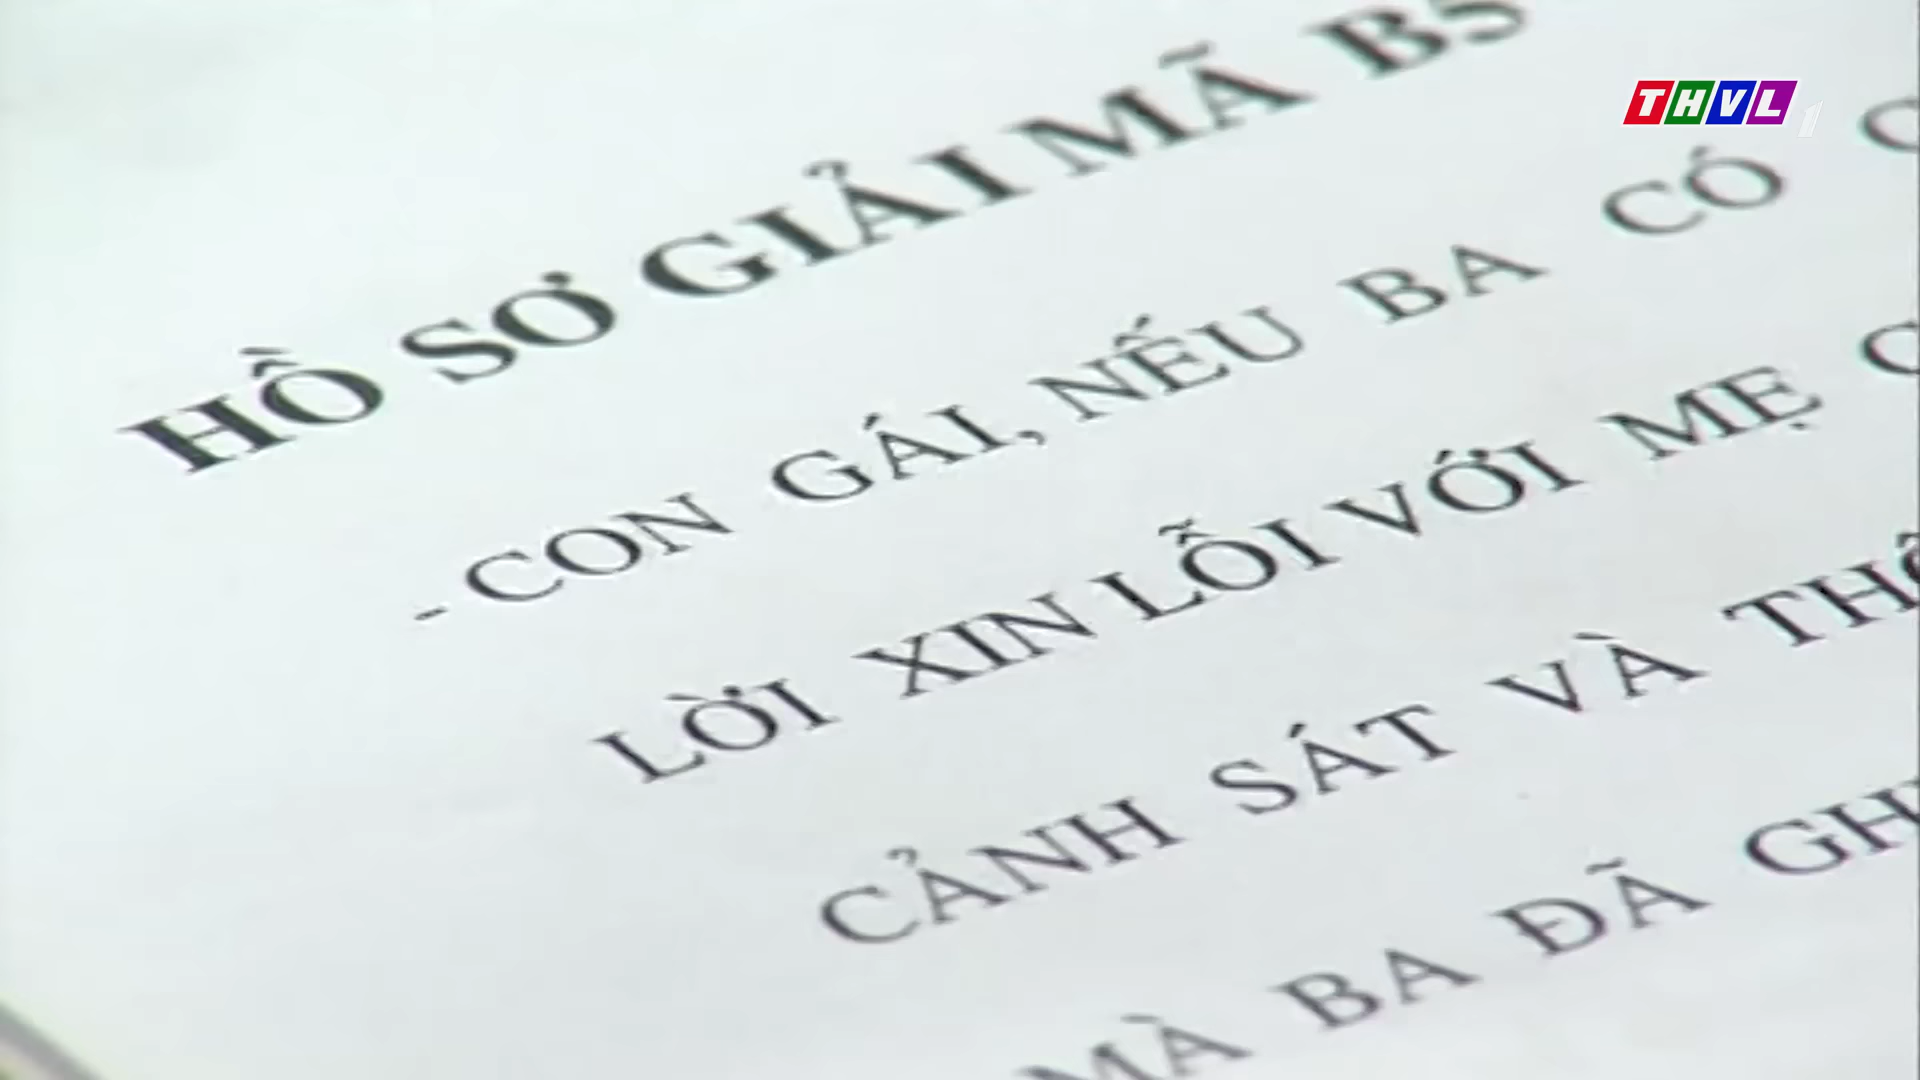 HỒ SƠ GIẢI MÃ B5
THVL 1
- CON GÁI, NẾU BA CÓ
LỜI XIN LỖI VỚI MẸ
CẢNH SÁT VÀ
MÀ BA ĐÃ